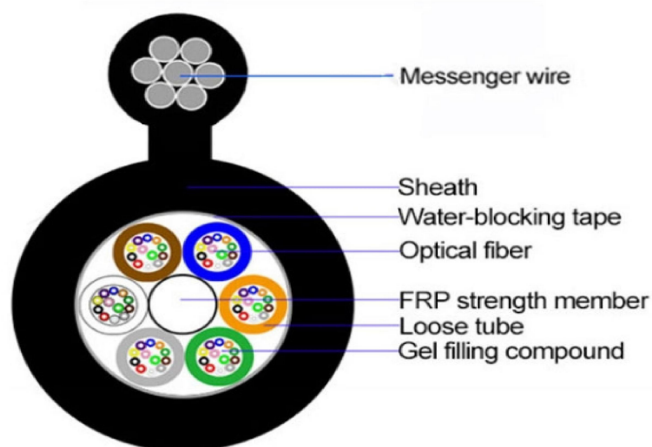 Messenger wire
Sheath
Water-blocking tape
Optical fiber
FRP strength member
Loose tube
Gel filling compound